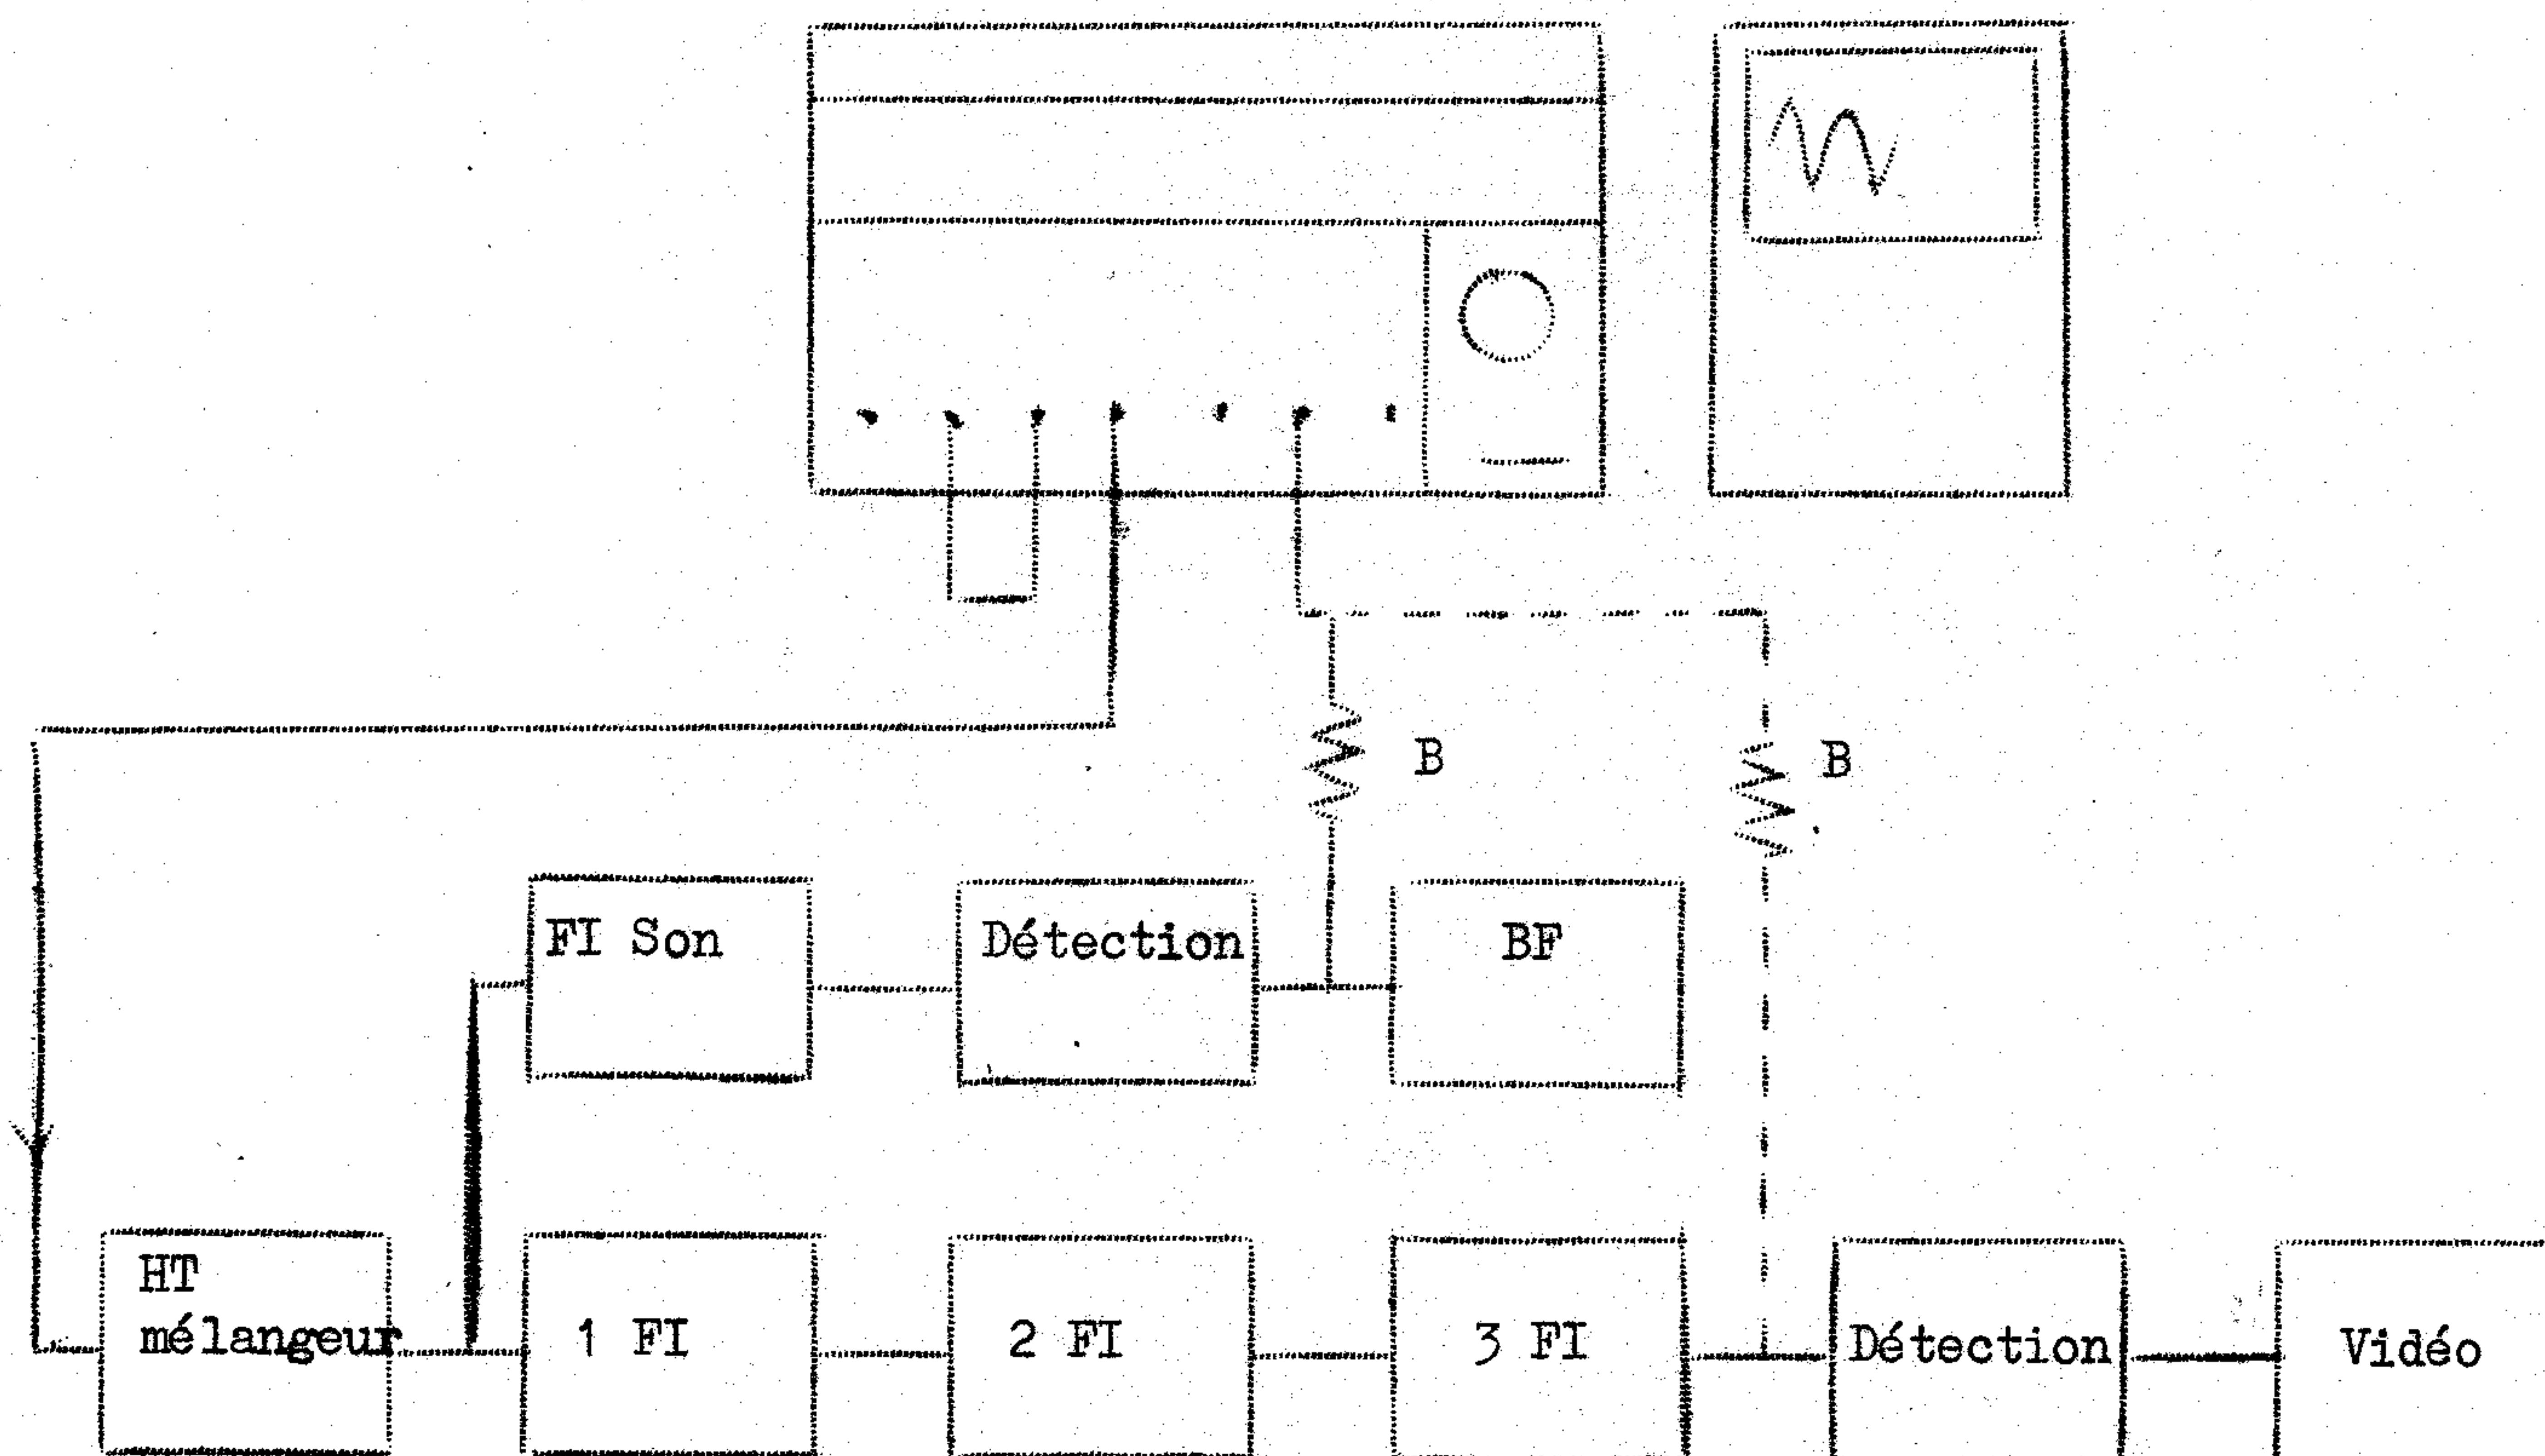 B
B
FI Son
Détection
BF
HT
mélangeur
1 FI
2 FI
3 FI
Détection
Vidéo